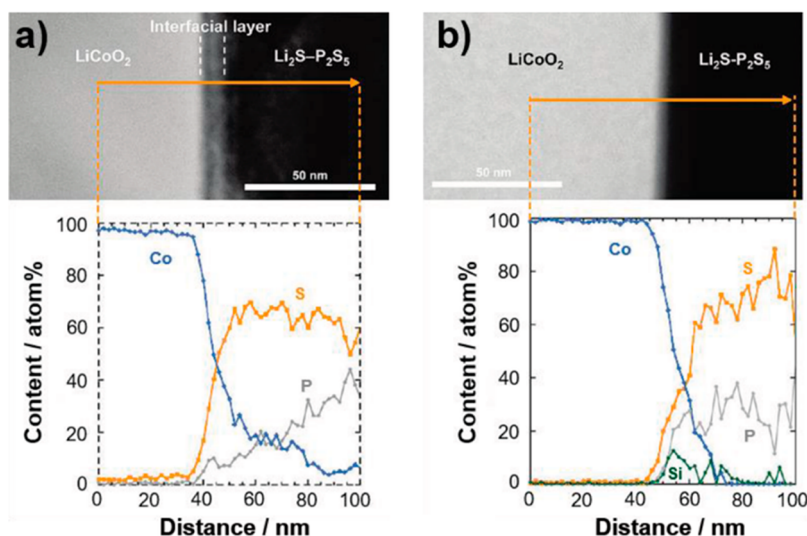 a)
Interfacial layer
LiCoO₂
Li₂S–P₂S₅
50 nm
100
80
60
40
20
0
Content / atom%
Co
S
P
0 20 40 60 80 100
Distance / nm
b)
LiCoO₂
Li₂S-P₂S₅
50 nm
100
80
60
40
20
0
Content / atom%
Co
S
P
Si
0 20 40 60 80 100
Distance / nm